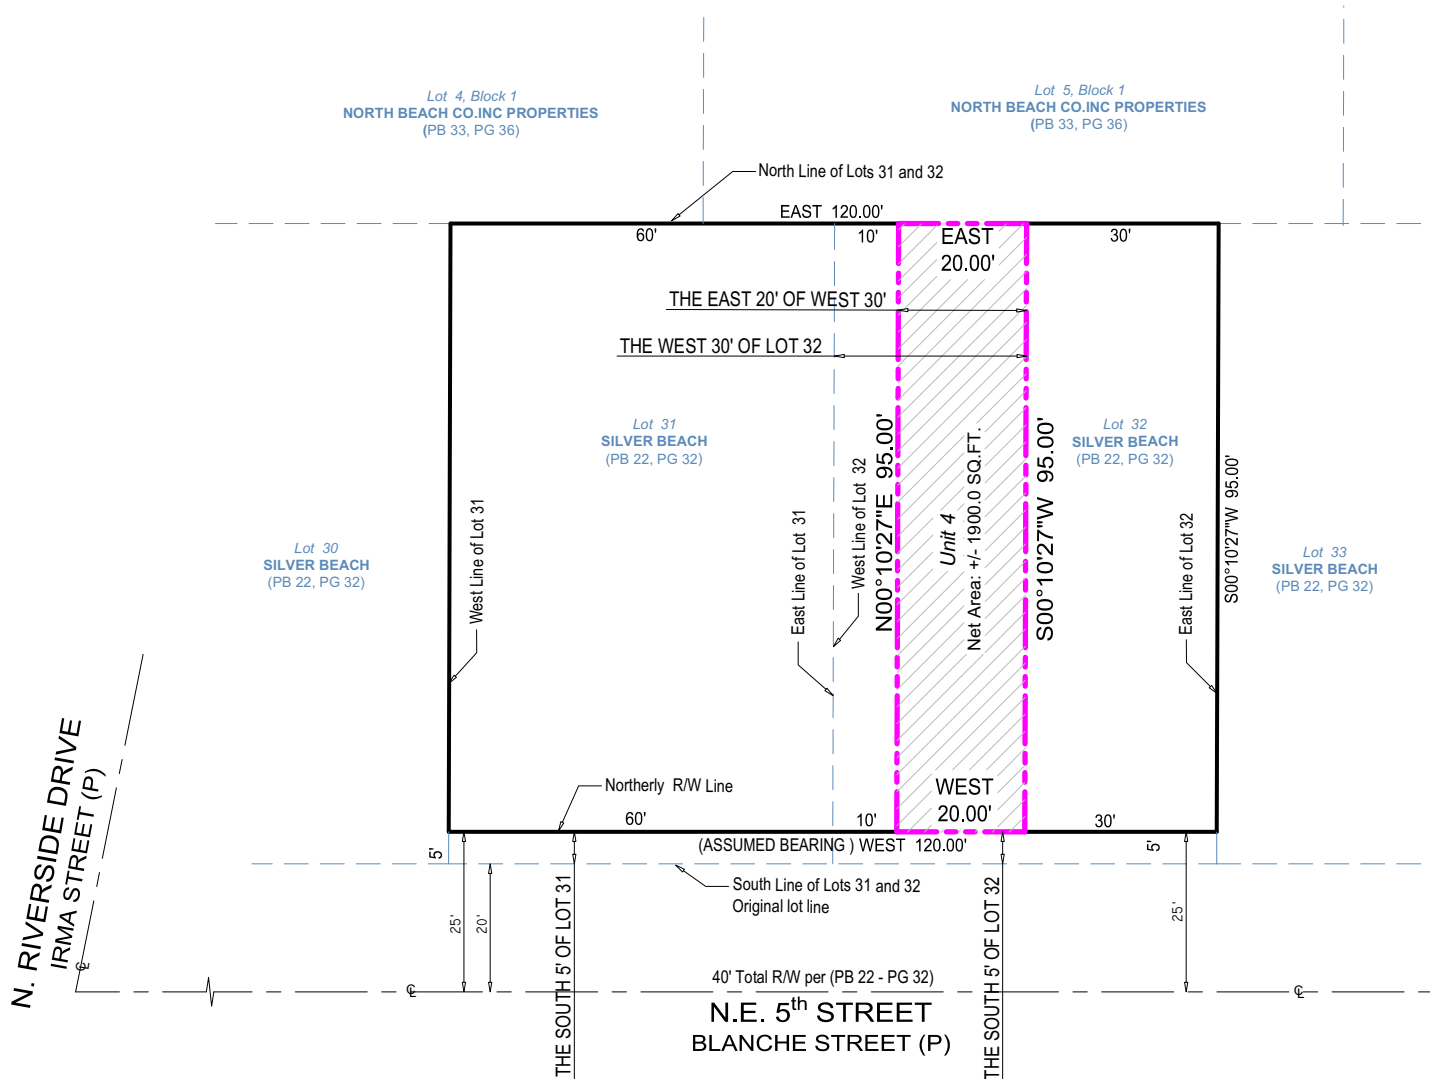 Lot 4, Block 1
NORTH BEACH CO.INC PROPERTIES
(PB 33, PG 36)
Lot 5, Block 1
NORTH BEACH CO.INC PROPERTIES
(PB 33, PG 36)
North Line of Lots 31 and 32
EAST 120.00'
60'
10'
EAST
20.00'
30'
THE EAST 20' OF WEST 30'
THE WEST 30' OF LOT 32
Lot 31
SILVER BEACH
(PB 22, PG 32)
Lot 32
SILVER BEACH
(PB 22, PG 32)
Lot 30
SILVER BEACH
(PB 22, PG 32)
Lot 33
SILVER BEACH
(PB 22, PG 32)
West Line of Lot 31
East Line of Lot 31
West Line of Lot 32
N00°10'27"E 95.00'
Unit 4
Net Area: +/- 1900.0 SQ.FT.
S00°10'27"W 95.00'
East Line of Lot 32
S00°10'27"W 95.00'
N. RIVERSIDE DRIVE
IRMA STREET (P)
Northerly R/W Line
60'
10'
WEST
20.00'
30'
(ASSUMED BEARING ) WEST 120.00'
5'
5'
South Line of Lots 31 and 32
Original lot line
25'
20'
25'
THE SOUTH 5' OF LOT 31
THE SOUTH 5' OF LOT 32
40' Total R/W per (PB 22 - PG 32)
N.E. 5th STREET
BLANCHE STREET (P)
℄
℄
℄